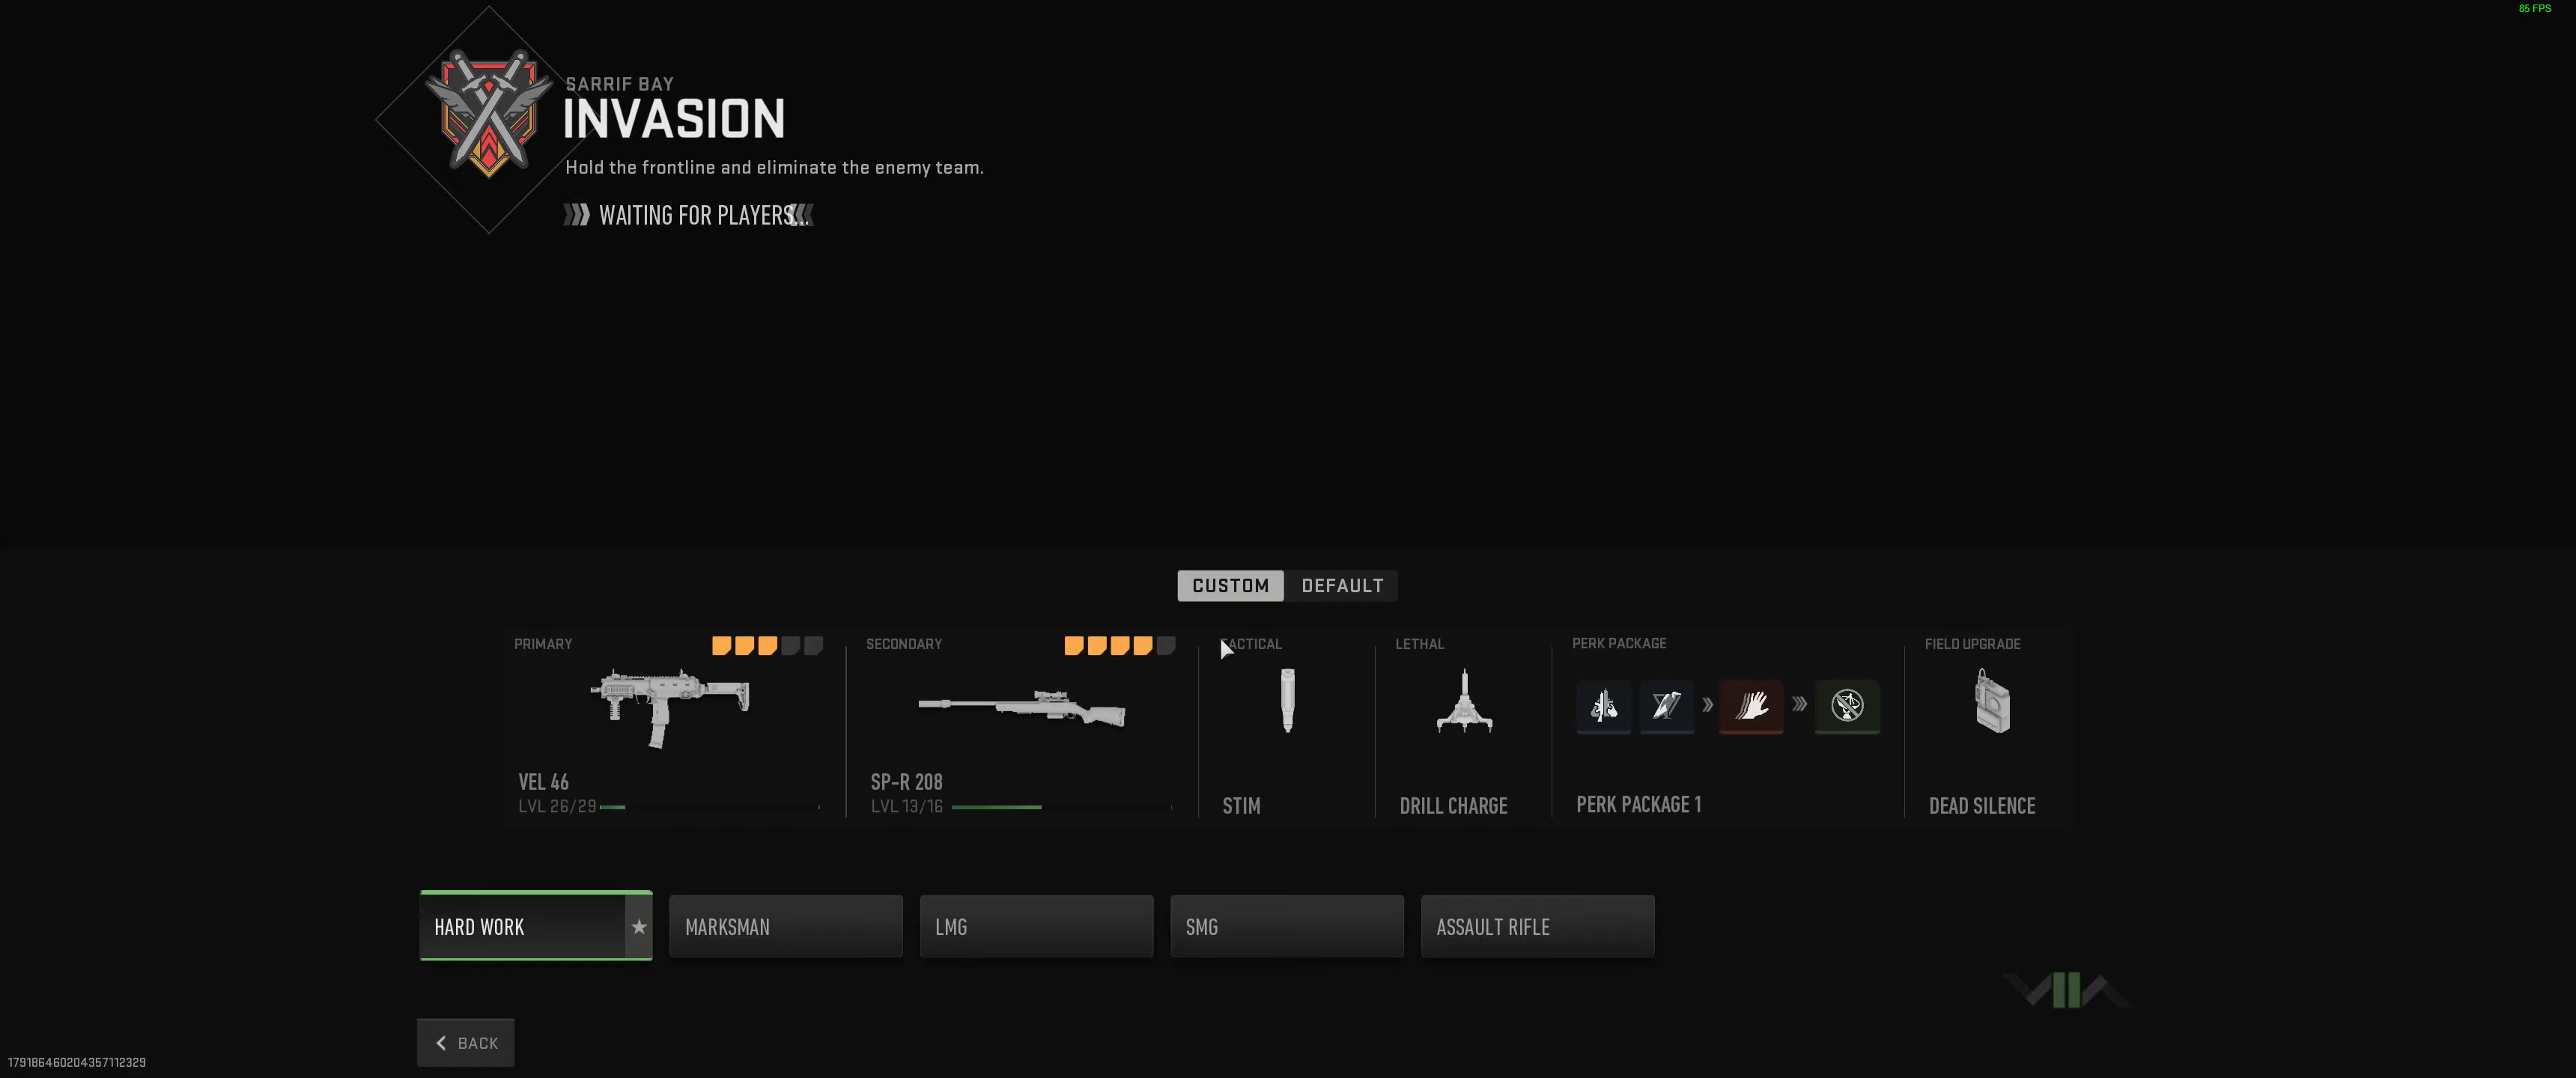 85 FPS
SARRIF BAY
INVASION
Hold the frontline and eliminate the enemy team.
WAITING FOR PLAYERS...
CUSTOM DEFAULT
PRIMARY SECONDARY TACTICAL LETHAL PERK PACKAGE FIELD UPGRADE
VEL 46 SP-R 208
LVL 26/29 LVL 13/16 STIM DRILL CHARGE PERK PACKAGE 1 DEAD SILENCE
HARD WORK MARKSMAN LMG SMG ASSAULT RIFLE
BACK
179186460204357112329